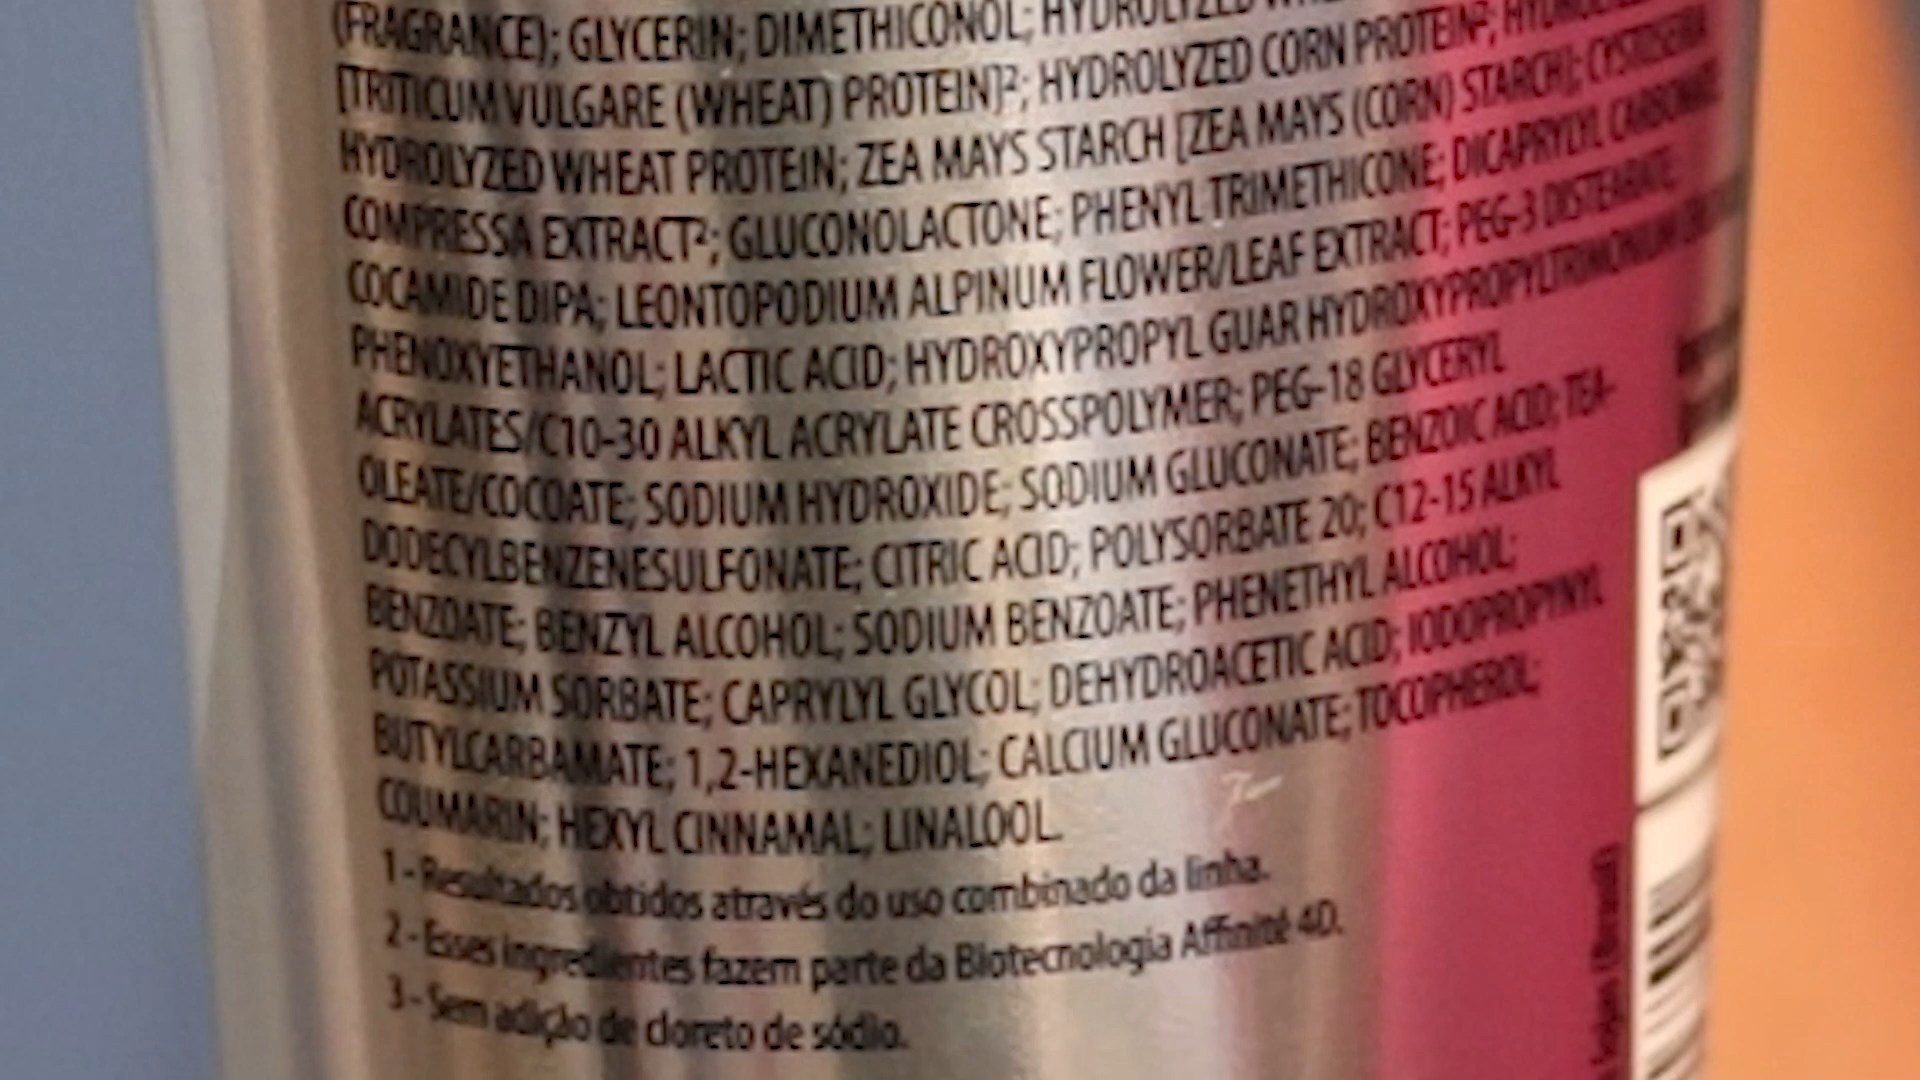 (FRAGRANCE); GLYCERIN; DIMETHICONOL; HYDROLYZED
[TRITICUM VULGARE (WHEAT) PROTEIN]²; HYDROLYZED CORN PROTEIN²; HYDROLYZED
HYDROLYZED WHEAT PROTEIN; ZEA MAYS STARCH [ZEA MAYS (CORN) STARCH]; CYSTOSEIRA
COMPRESSA EXTRACT²; GLUCONOLACTONE; PHENYL TRIMETHICONE; DICAPRYLYL CARBONATE;
COCAMIDE DIPA; LEONTOPODIUM ALPINUM FLOWER/LEAF EXTRACT; PEG-3 DISTEARATE;
PHENOXYETHANOL; LACTIC ACID; HYDROXYPROPYL GUAR HYDROXYPROPYLTRIMONIUM
ACRYLATES/C10-30 ALKYL ACRYLATE CROSSPOLYMER; PEG-18 GLYCERYL
OLEATE/COCOATE; SODIUM HYDROXIDE; SODIUM GLUCONATE; BENZOIC ACID; TEA-
DODECYLBENZENESULFONATE; CITRIC ACID; POLYSORBATE 20; C12-15 ALKYL
BENZOATE; BENZYL ALCOHOL; SODIUM BENZOATE; PHENETHYL ALCOHOL;
POTASSIUM SORBATE; CAPRYLYL GLYCOL; DEHYDROACETIC ACID; IODOPROPYNYL
BUTYLCARBAMATE; 1,2-HEXANEDIOL; CALCIUM GLUCONATE; TOCOPHEROL;
COUMARIN; HEXYL CINNAMAL; LINALOOL.
1 - Resultados obtidos através do uso combinado da linha.
2 - Esses ingredientes fazem parte da Biotecnologia Affinité 4D.
3 - Sem adição de cloreto de sódio.